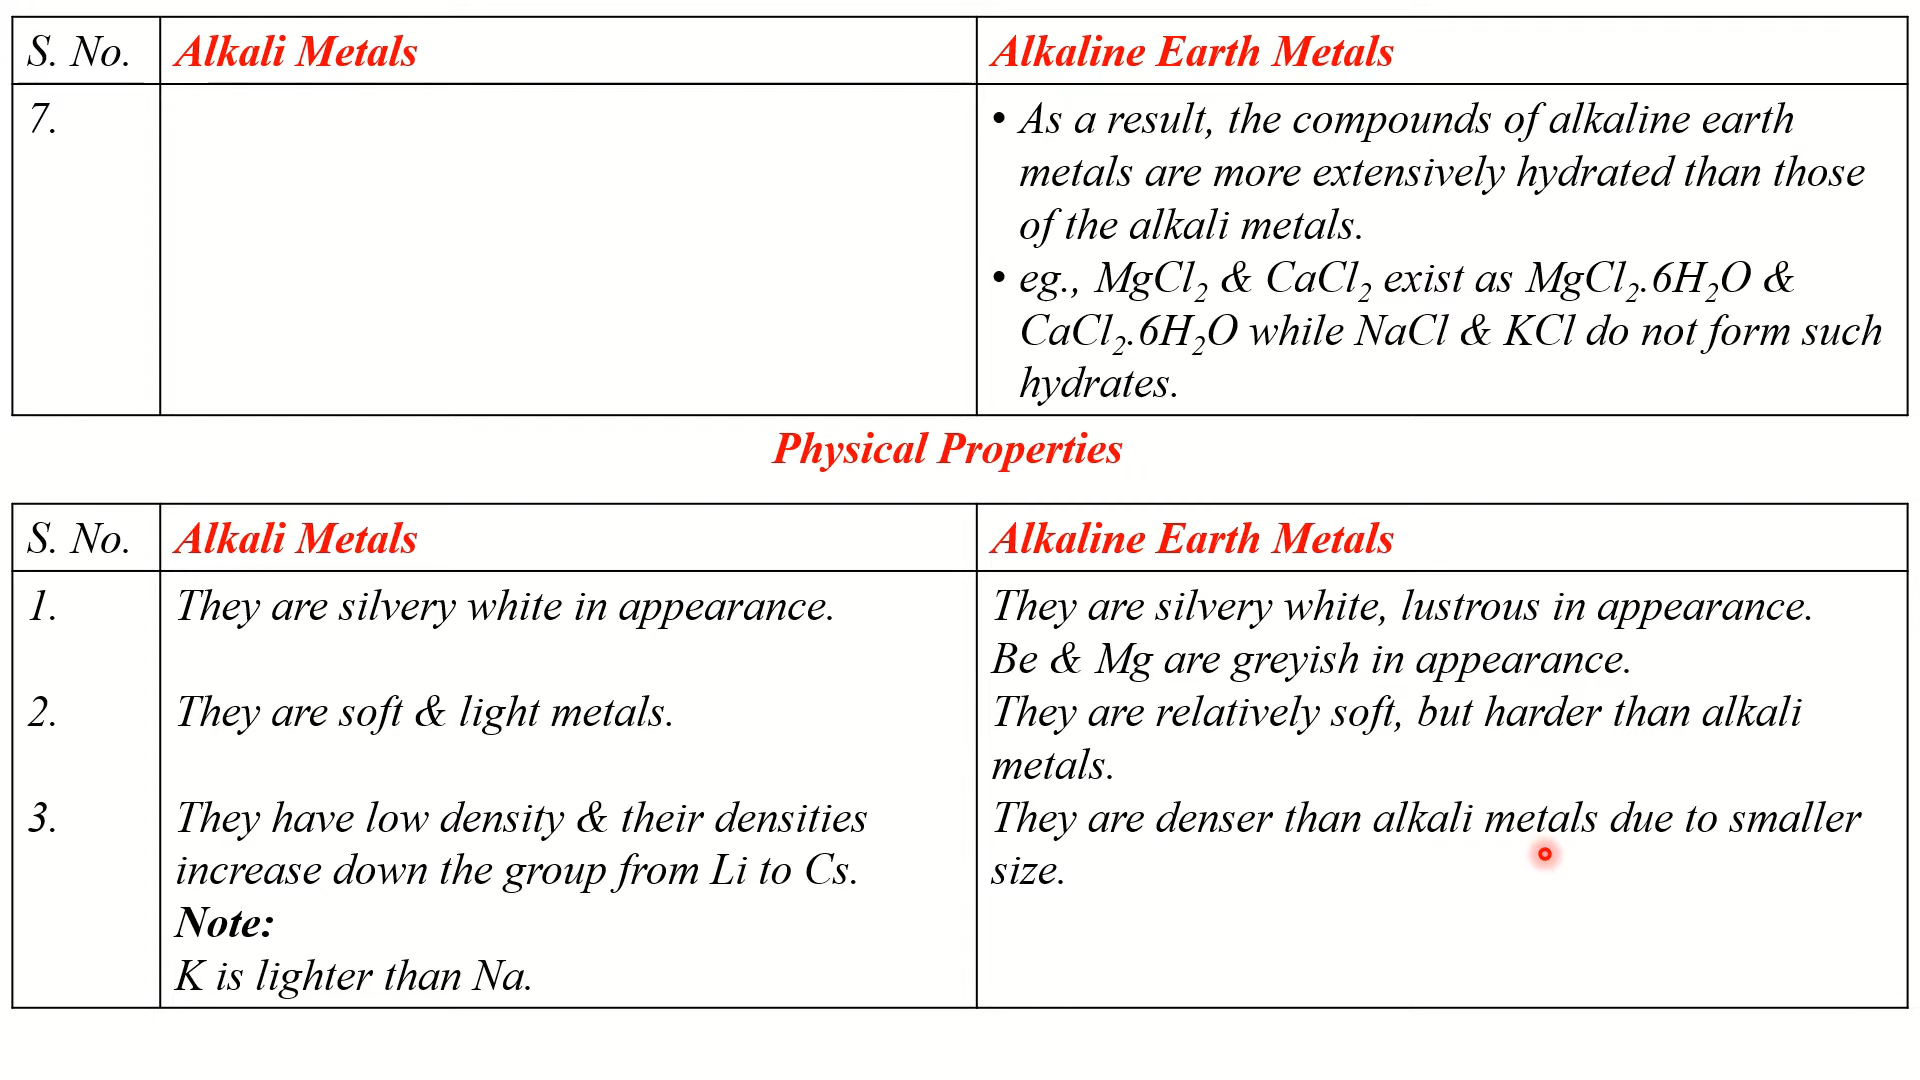 S. No. Alkali Metals Alkaline Earth Metals
7. • As a result, the compounds of alkaline earth
metals are more extensively hydrated than those
of the alkali metals.
• eg., MgCl₂ & CaCl₂ exist as MgCl₂.6H₂O &
CaCl₂.6H₂O while NaCl & KCl do not form such
hydrates.
Physical Properties
S. No. Alkali Metals Alkaline Earth Metals
1. They are silvery white in appearance. They are silvery white, lustrous in appearance.
Be & Mg are greyish in appearance.
2. They are soft & light metals. They are relatively soft, but harder than alkali
metals.
3. They have low density & their densities They are denser than alkali metals due to smaller
increase down the group from Li to Cs. size.
Note:
K is lighter than Na.